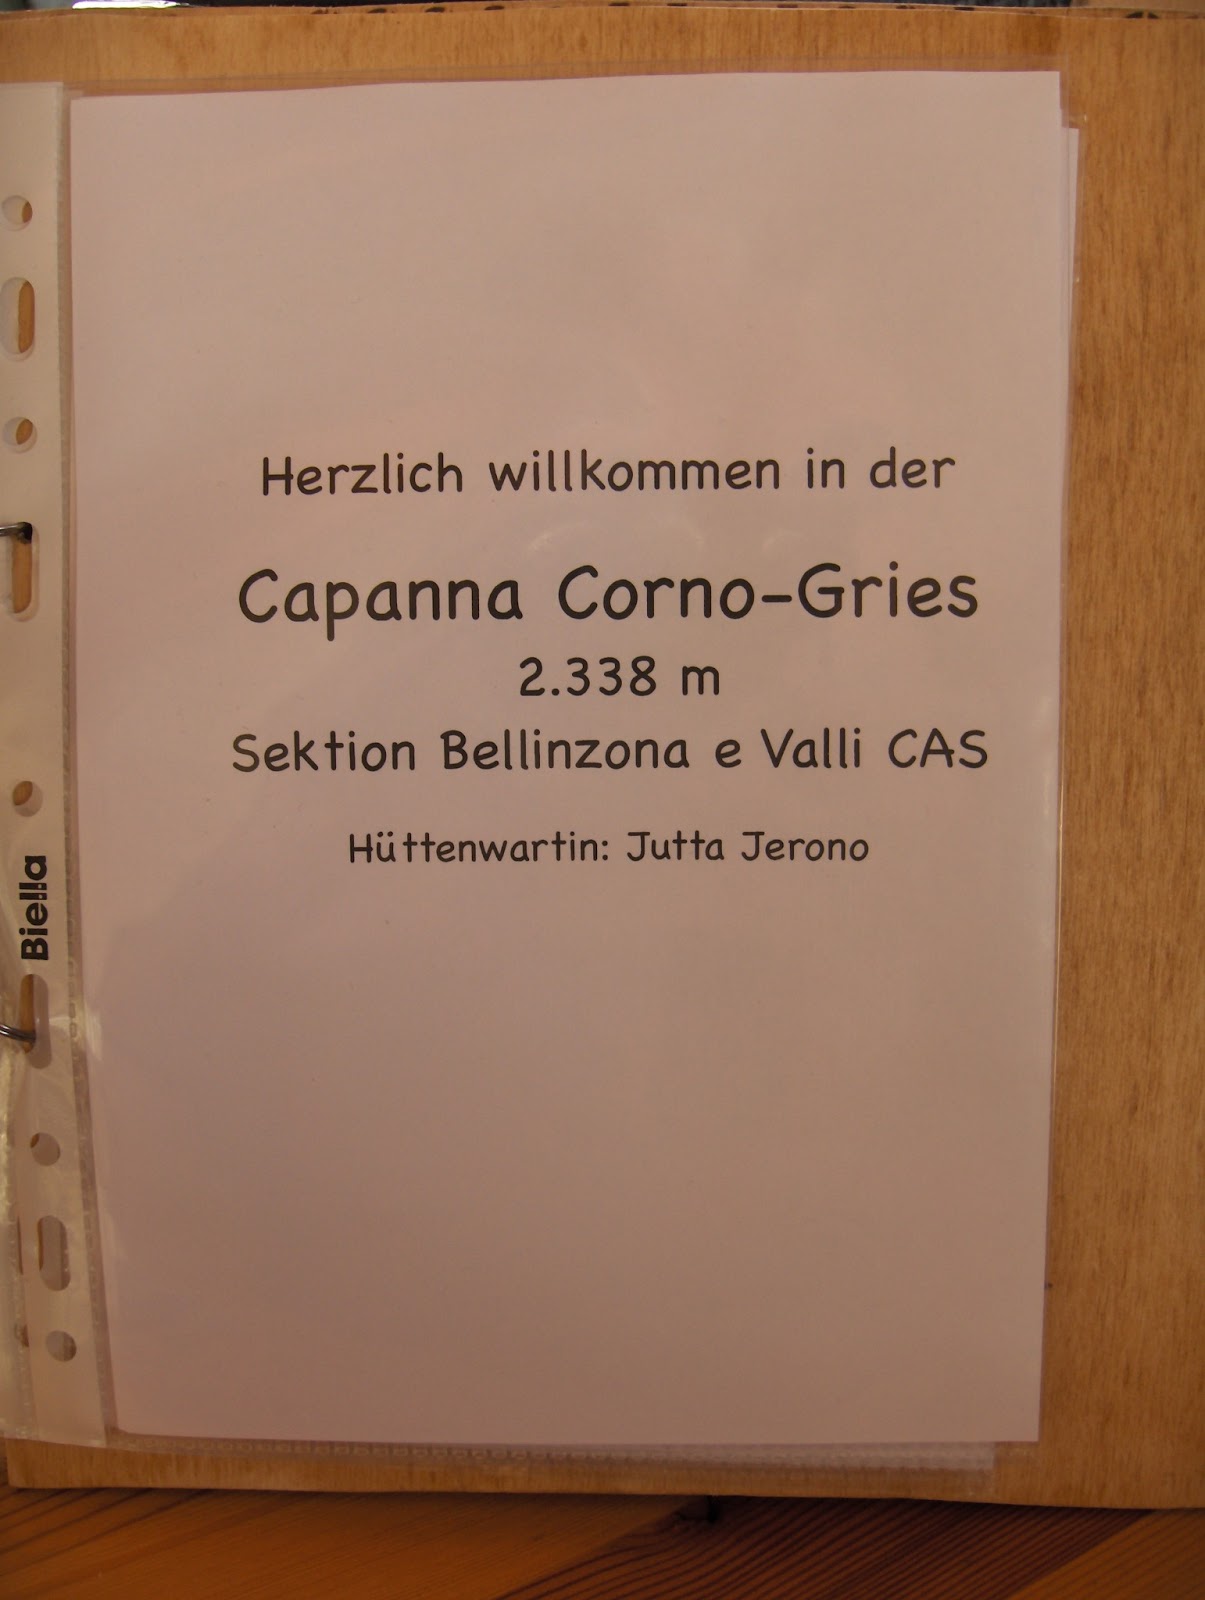 Herzlich willkommen in der
Capanna Corno-Gries
2.338 m
Sektion Bellinzona e Valli CAS
Hüttenwartin: Jutta Jerono
Biella